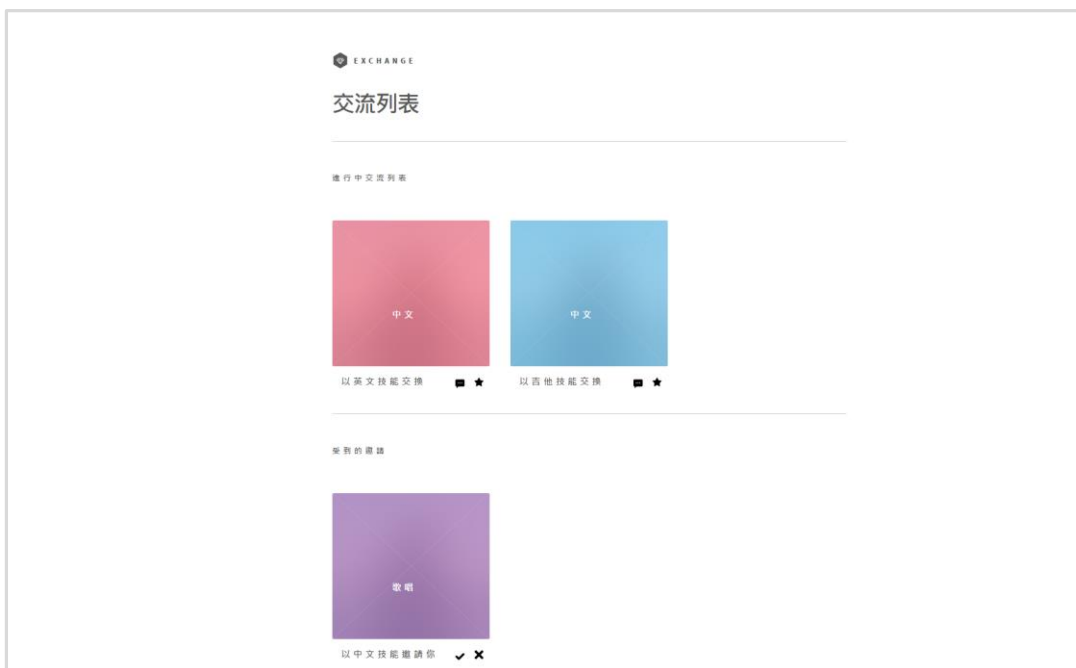 EXCHANGE
交流列表
進行中交流列表
中文
中文
以英文技能交換
以吉他技能交換
受到的邀請
歌唱
以中文技能邀請你